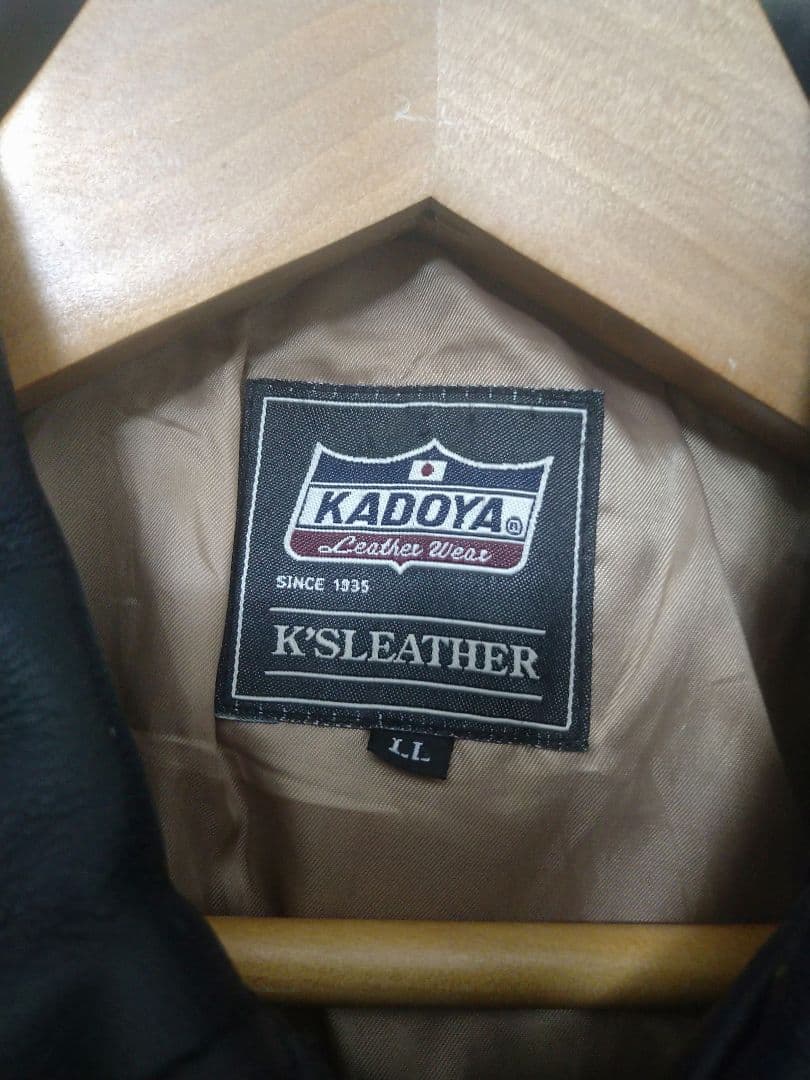 KADOYA®
Leather Wear
SINCE 1935
K'SLEATHER
LL